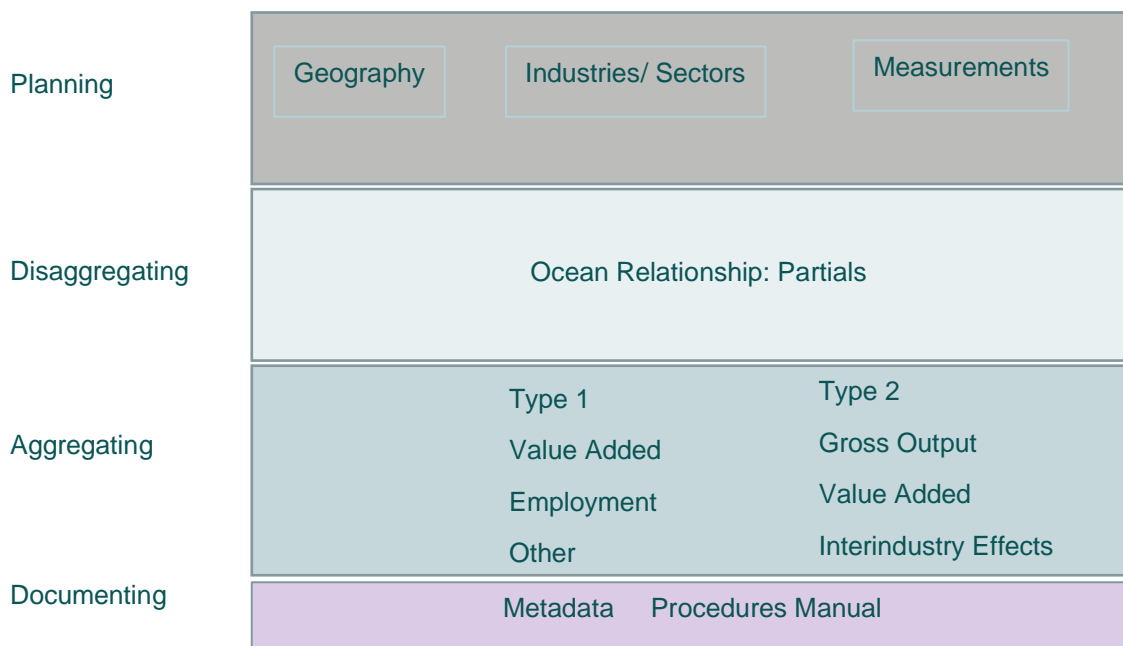 Planning
Geography
Industries/ Sectors
Measurements
Disaggregating
Ocean Relationship: Partials
Aggregating
Type 1
Value Added
Employment
Other
Type 2
Gross Output
Value Added
Interindustry Effects
Documenting
Metadata Procedures Manual